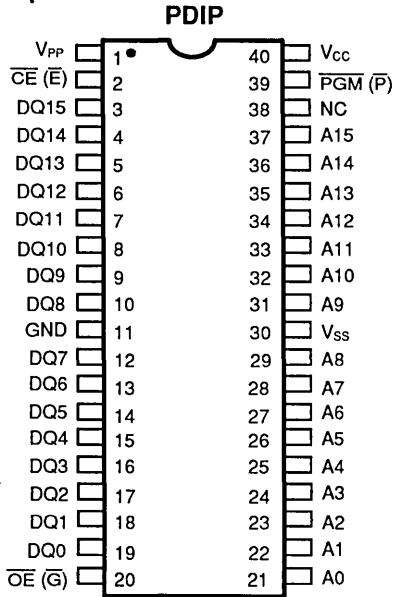 PDIP
VPP 1 40 VCC
C̅E̅ (E̅) 2 39 P̅G̅M̅ (P̅)
DQ15 3 38 NC
DQ14 4 37 A15
DQ13 5 36 A14
DQ12 6 35 A13
DQ11 7 34 A12
DQ10 8 33 A11
DQ9 9 32 A10
DQ8 10 31 A9
GND 11 30 VSS
DQ7 12 29 A8
DQ6 13 28 A7
DQ5 14 27 A6
DQ4 15 26 A5
DQ3 16 25 A4
DQ2 17 24 A3
DQ1 18 23 A2
DQ0 19 22 A1
O̅E̅ (G̅) 20 21 A0